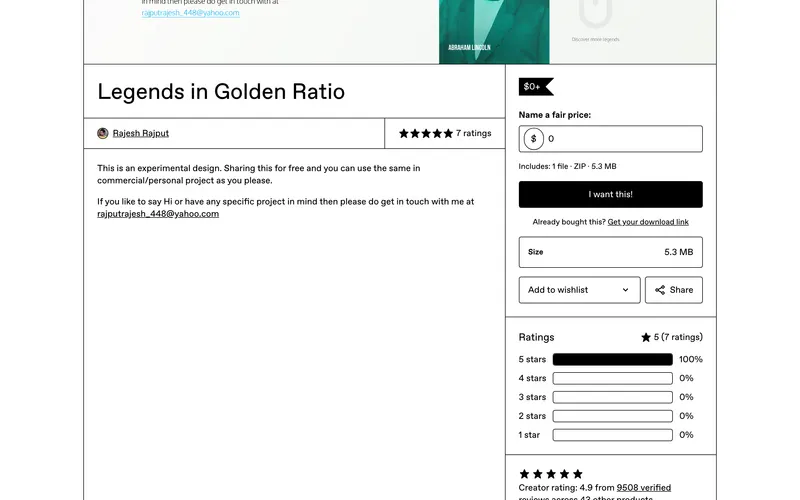 in mind then please do get in touch with at
rajputrajesh_448@yahoo.com
ABRAHAM LINCOLN
Discover more legends
Legends in Golden Ratio
Rajesh Rajput
7 ratings
This is an experimental design. Sharing this for free and you can use the same in
commercial/personal project as you please.
If you like to say Hi or have any specific project in mind then please do get in touch with me at
rajputrajesh_448@yahoo.com
$0+
Name a fair price:
$ 0
Includes: 1 file · ZIP · 5.3 MB
I want this!
Already bought this? Get your download link
Size 5.3 MB
Add to wishlist
Share
Ratings 5 (7 ratings)
5 stars 100%
4 stars 0%
3 stars 0%
2 stars 0%
1 star 0%
Creator rating: 4.9 from 9508 verified
reviews across 42 other products